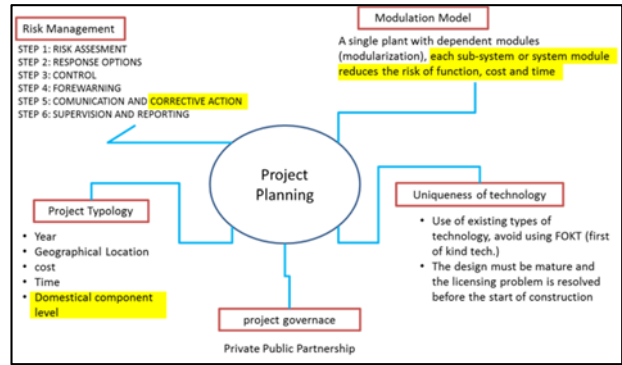 Risk Management
STEP 1: RISK ASSESMENT
STEP 2: RESPONSE OPTIONS
STEP 3: CONTROL
STEP 4: FOREWARNING
STEP 5: COMUNICATION AND CORRECTIVE ACTION
STEP 6: SUPERVISION AND REPORTING
Modulation Model
A single plant with dependent modules
(modularization), each sub-system or system module
reduces the risk of function, cost and time
Project
Planning
Project Typology
• Year
• Geographical Location
• cost
• Time
• Domestical component
level
Uniqueness of technology
• Use of existing types of
technology, avoid using FOKT (first
of kind tech.)
• The design must be mature and
the licensing problem is resolved
before the start of construction
project governace
Private Public Partnership